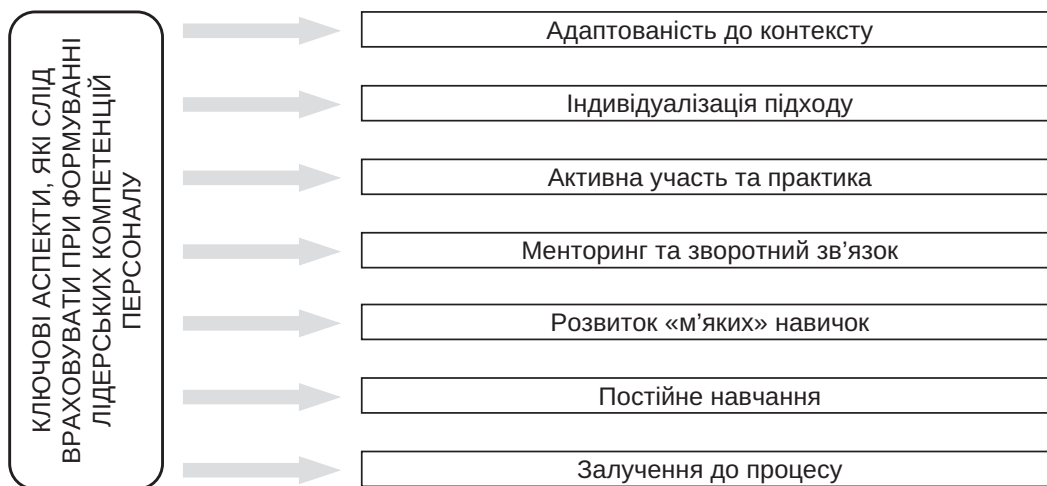 КЛЮЧОВІ АСПЕКТИ, ЯКІ СЛІД
ВРАХОВУВАТИ ПРИ ФОРМУВАННІ
ЛІДЕРСЬКИХ КОМПЕТЕНЦІЙ
ПЕРСОНАЛУ
Адаптованість до контексту
Індивідуалізація підходу
Активна участь та практика
Менторинг та зворотний зв’язок
Розвиток «м’яких» навичок
Постійне навчання
Залучення до процесу